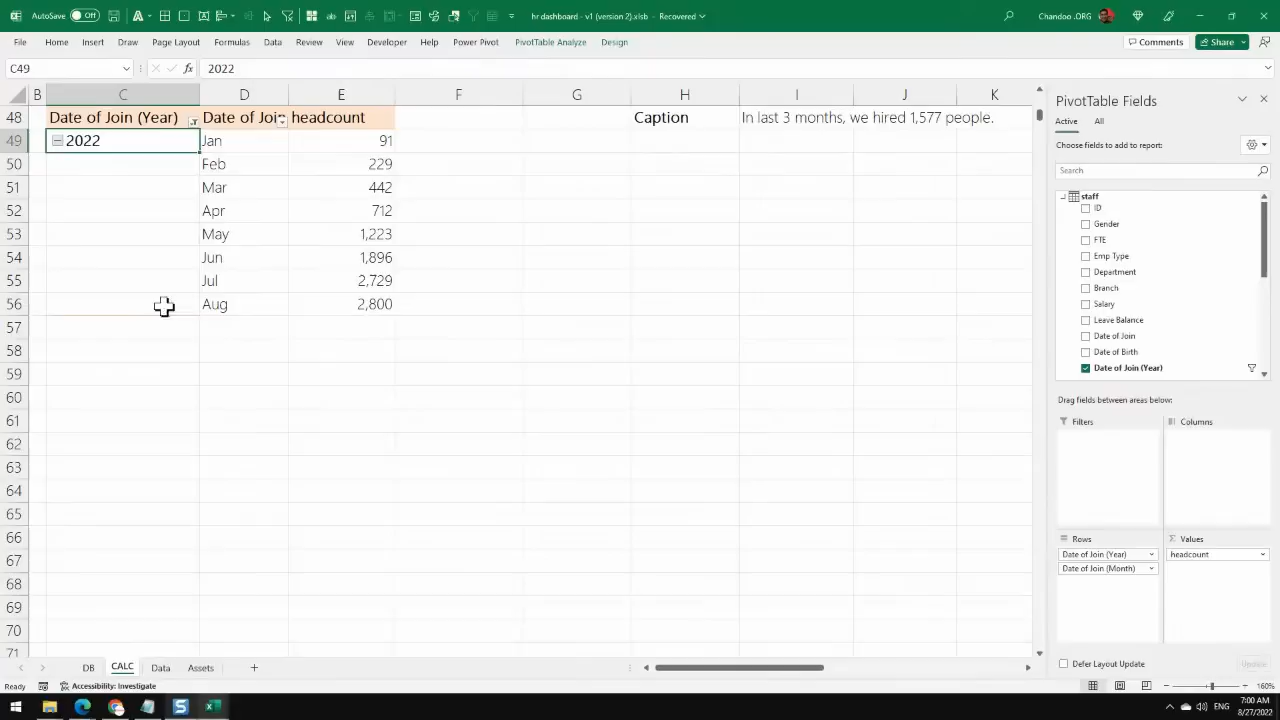 AutoSave Off hr dashboard - v1 (version 2).xlsb - Recovered Chandoo .ORG
File Home Insert Draw Page Layout Formulas Data Review View Developer Help Power Pivot PivotTable Analyze Design Comments Share
C49 fx 2022
B C D E F G H I J K
48 Date of Join (Year) Date of Join headcount Caption In last 3 months, we hired 1,577 people.
49 2022 Jan 91
50 Feb 229
51 Mar 442
52 Apr 712
53 May 1,223
54 Jun 1,896
55 Jul 2,729
56 Aug 2,800
57
58
59
60
61
62
63
64
65
66
67
68
69
70
71
PivotTable Fields
Active All
Choose fields to add to report:
Search
staff
ID
Gender
FTE
Emp Type
Department
Branch
Salary
Leave Balance
Date of Join
Date of Birth
Date of Join (Year)
Drag fields between areas below:
Filters Columns
Rows Values
Date of Join (Year) headcount
Date of Join (Month)
Defer Layout Update Update
DB CALC Data Assets
Ready Accessibility: Investigate 160%
ENG 7:00 AM
8/27/2022